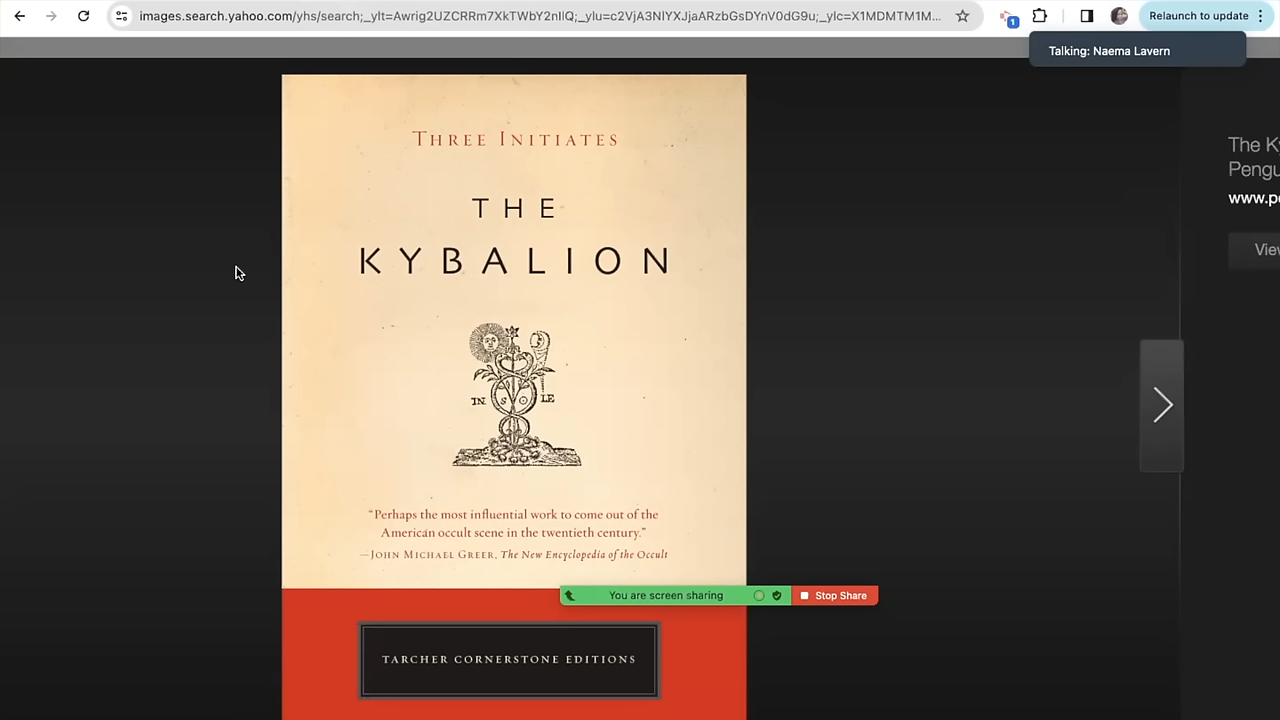 images.search.yahoo.com/yhs/search;_ylt=Awrig2UZCRRm7XkTWbY2nIlQ;_ylu=c2VjA3NlYXJjaARzbGsDYnV0dG9u;_ylc=X1MDMTM1M...
1
Relaunch to update
Talking: Naema Lavern
THREE INITIATES
THE
KYBALION
The K
Pengu
www.p
View
IN
LE
“Perhaps the most influential work to come out of the
American occult scene in the twentieth century.”
—JOHN MICHAEL GREER, The New Encyclopedia of the Occult
You are screen sharing
Stop Share
TARCHER CORNERSTONE EDITIONS